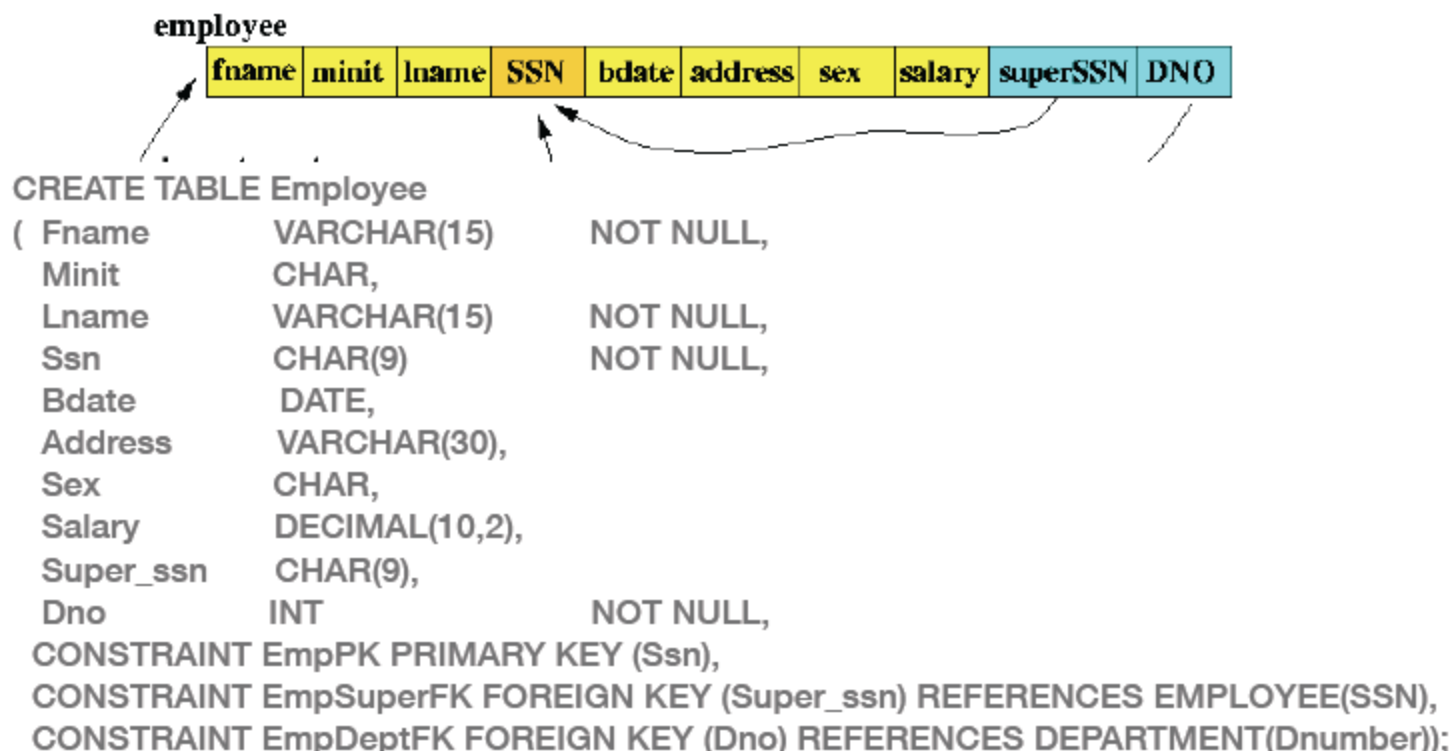 employee
fname minit lname SSN bdate address sex salary superSSN DNO
CREATE TABLE Employee
( Fname VARCHAR(15) NOT NULL,
Minit CHAR,
Lname VARCHAR(15) NOT NULL,
Ssn CHAR(9) NOT NULL,
Bdate DATE,
Address VARCHAR(30),
Sex CHAR,
Salary DECIMAL(10,2),
Super_ssn CHAR(9),
Dno INT NOT NULL,
CONSTRAINT EmpPK PRIMARY KEY (Ssn),
CONSTRAINT EmpSuperFK FOREIGN KEY (Super_ssn) REFERENCES EMPLOYEE(SSN),
CONSTRAINT EmpDeptFK FOREIGN KEY (Dno) REFERENCES DEPARTMENT(Dnumber));